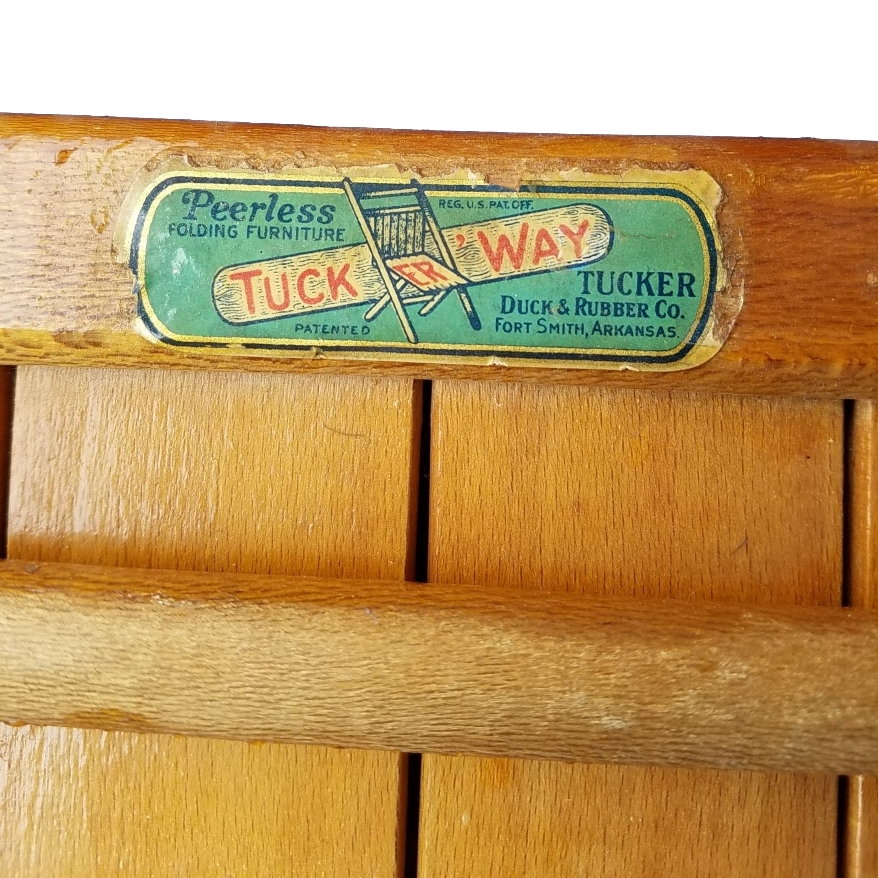 Peerless
FOLDING FURNITURE
REG. U.S. PAT. OFF.
TUCK ER ' WAY
PATENTED
TUCKER
DUCK & RUBBER CO.
FORT SMITH, ARKANSAS.